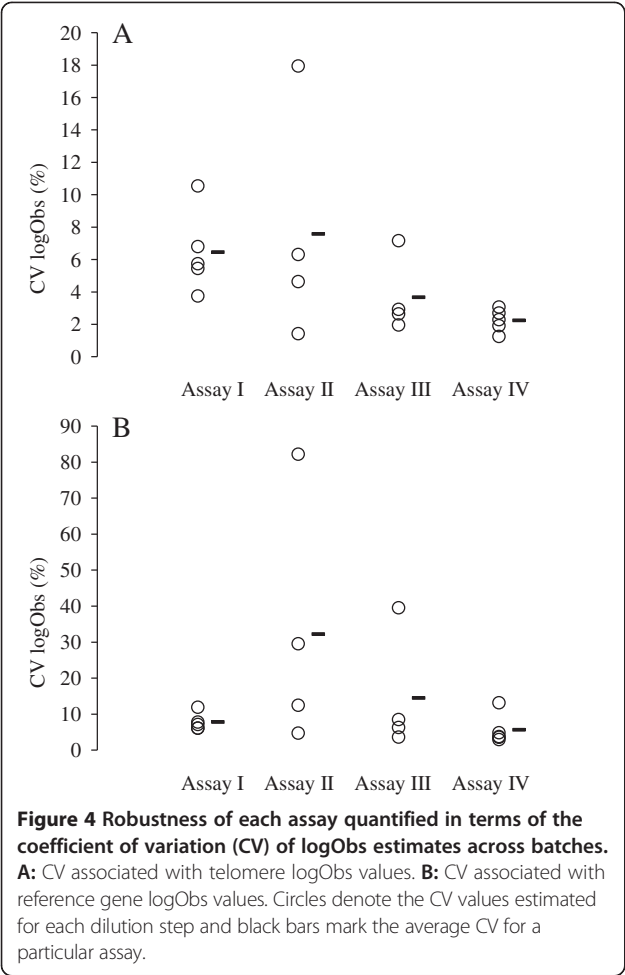 A
20
18
16
14
12
10
8
6
4
2
0
CV logObs (%)
Assay I Assay II Assay III Assay IV
B
90
80
70
60
50
40
30
20
10
0
CV logObs (%)
Assay I Assay II Assay III Assay IV
Figure 4 Robustness of each assay quantified in terms of the
coefficient of variation (CV) of logObs estimates across batches.
A: CV associated with telomere logObs values. B: CV associated with
reference gene logObs values. Circles denote the CV values estimated
for each dilution step and black bars mark the average CV for a
particular assay.